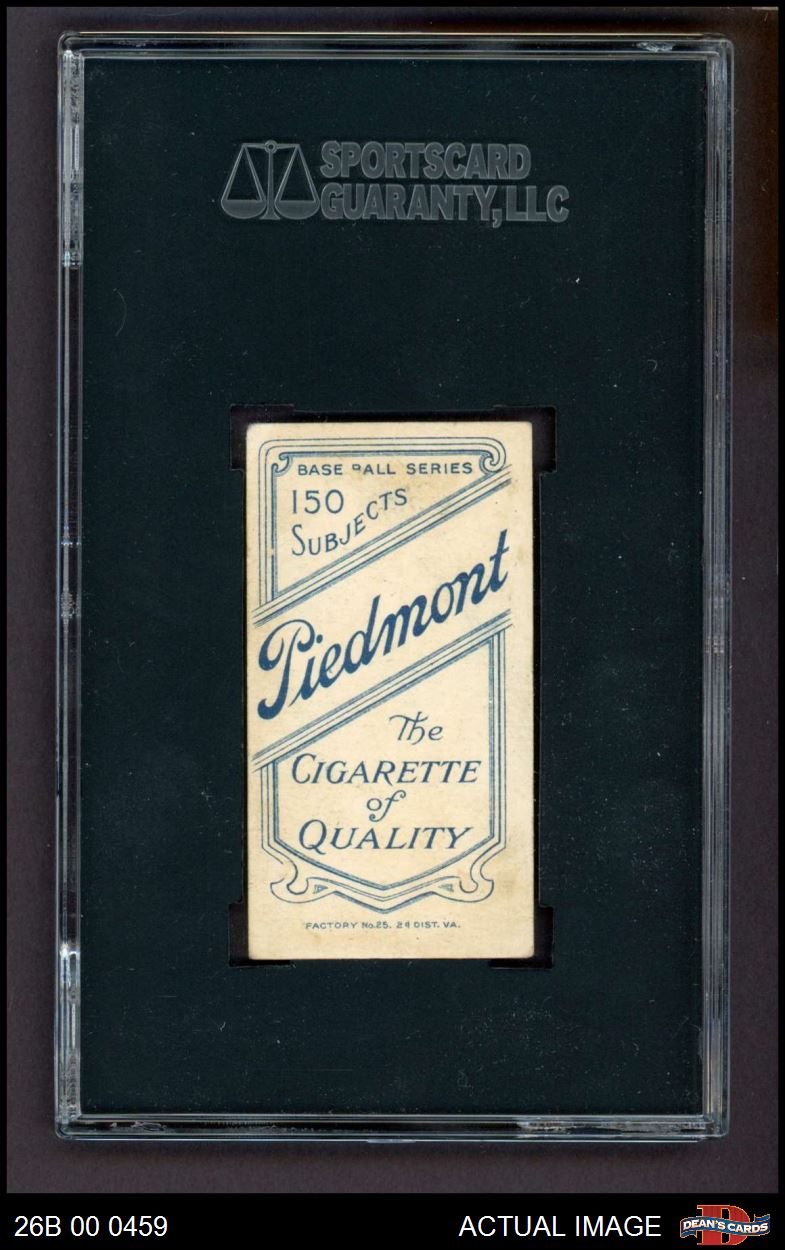 SPORTSCARD
GUARANTY, LLC
BASE BALL SERIES
150
SUBJECTS
Piedmont
The
CIGARETTE
of
QUALITY
FACTORY No.25. 2d DIST. VA.
26B 00 0459
ACTUAL IMAGE
DEAN'S CARDS